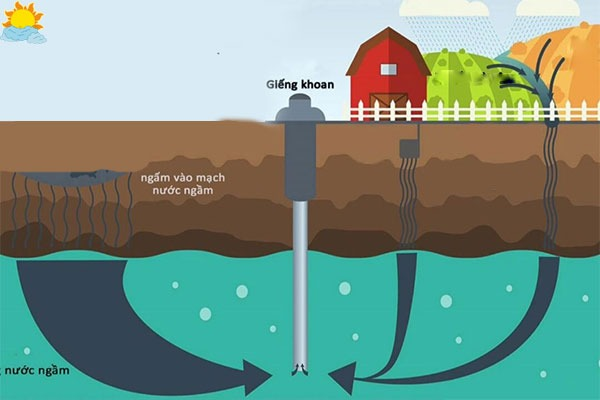 Giếng khoan
ngấm vào mạch
nước ngầm
nước ngầm